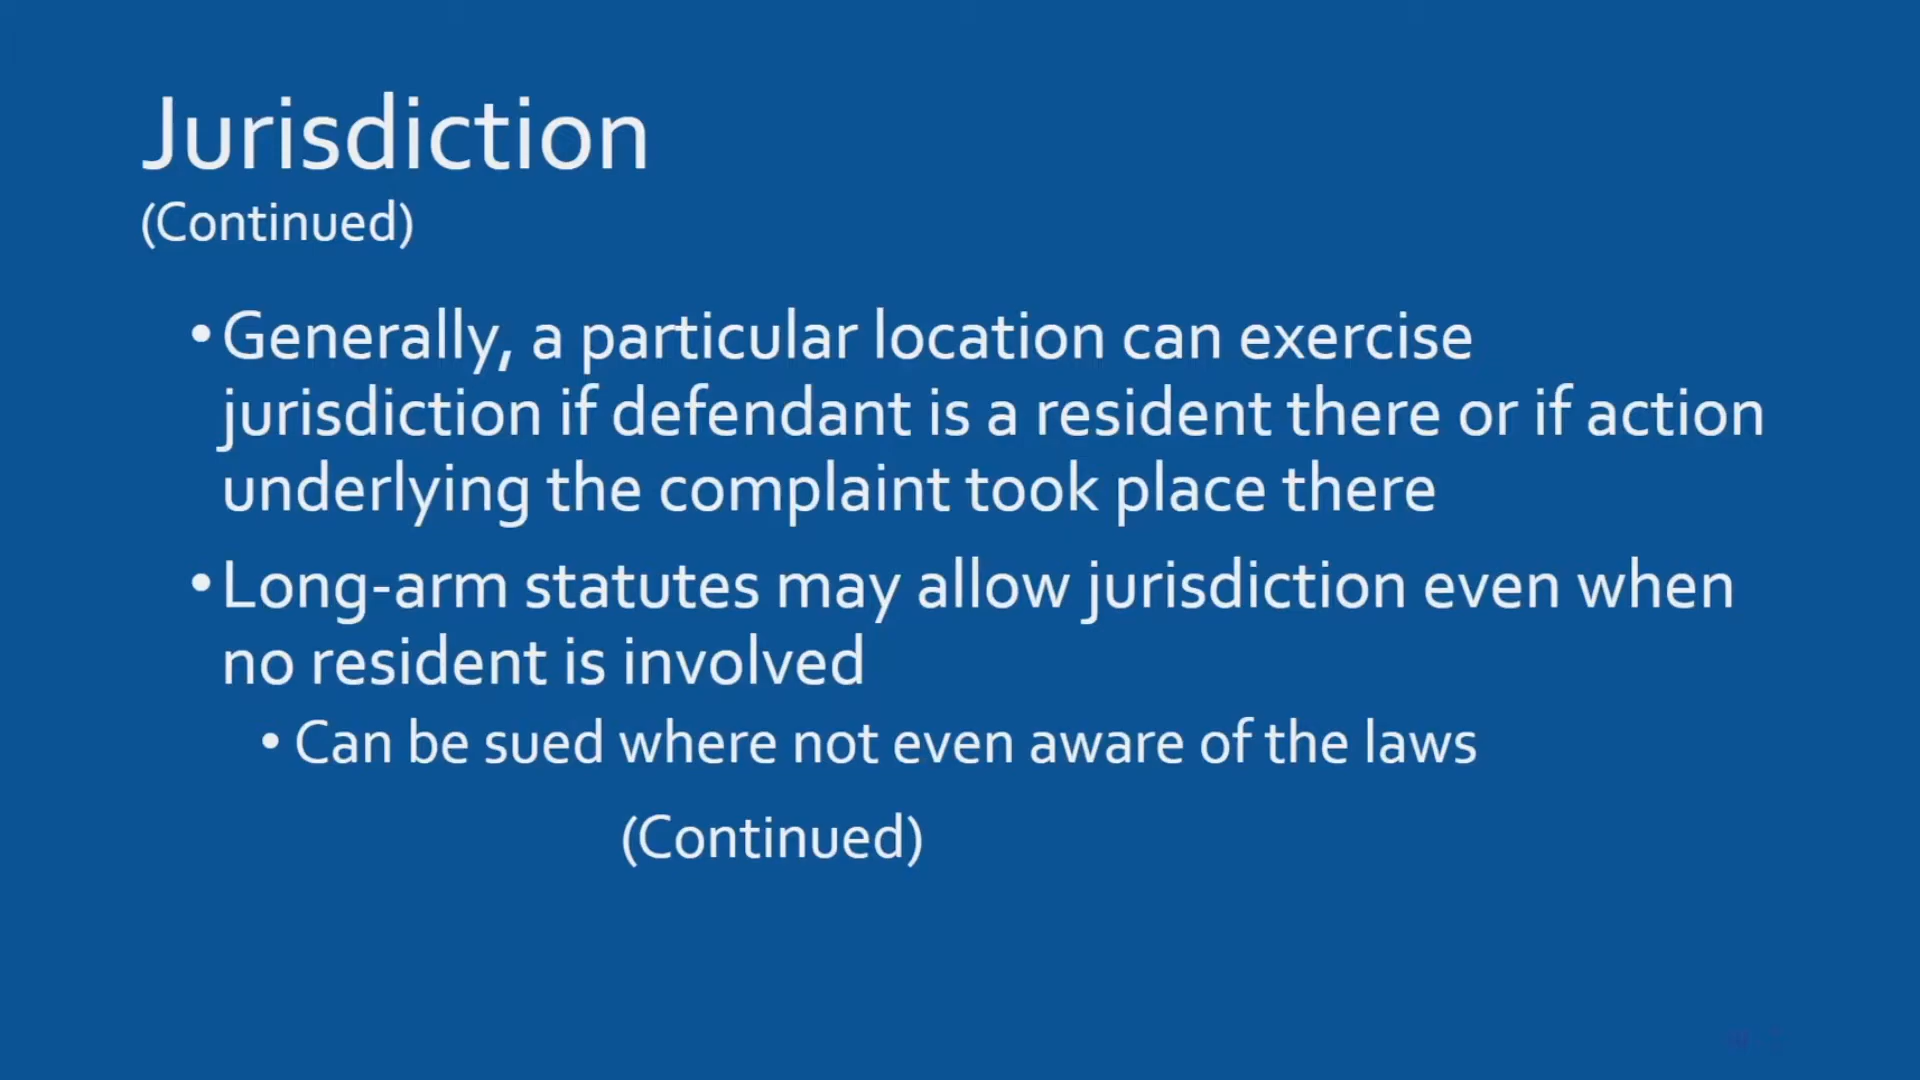 Jurisdiction
(Continued)
•Generally, a particular location can exercise
jurisdiction if defendant is a resident there or if action
underlying the complaint took place there
•Long-arm statutes may allow jurisdiction even when
no resident is involved
• Can be sued where not even aware of the laws
(Continued)